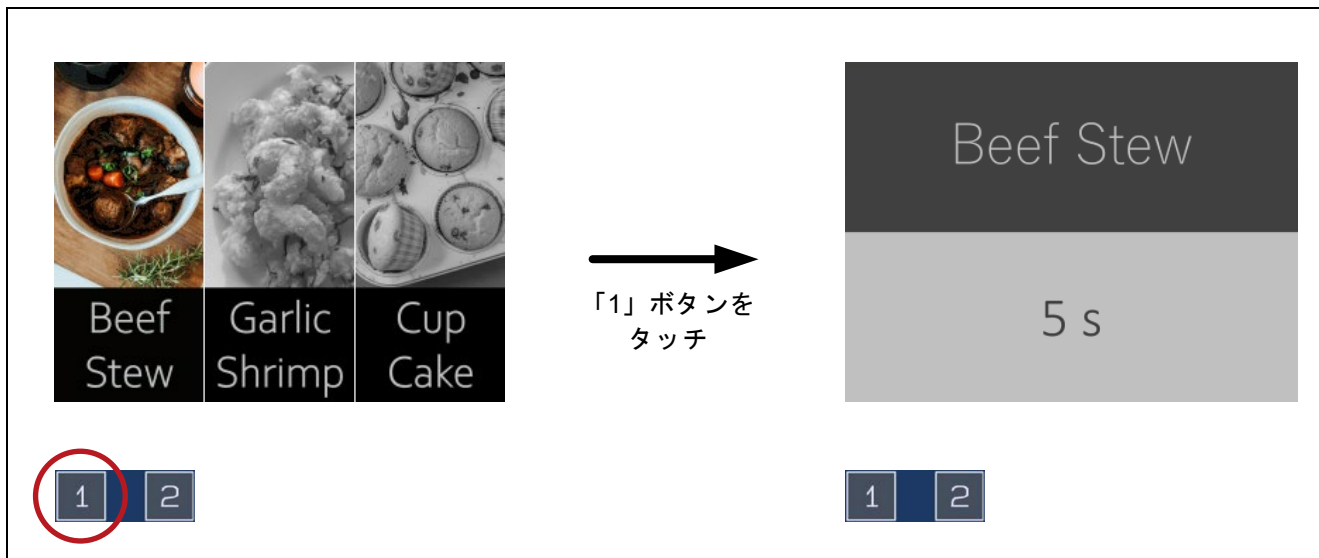 Beef
Stew
Garlic
Shrimp
Cup
Cake
1 2
「1」ボタンを
タッチ
Beef Stew
5 s
1 2